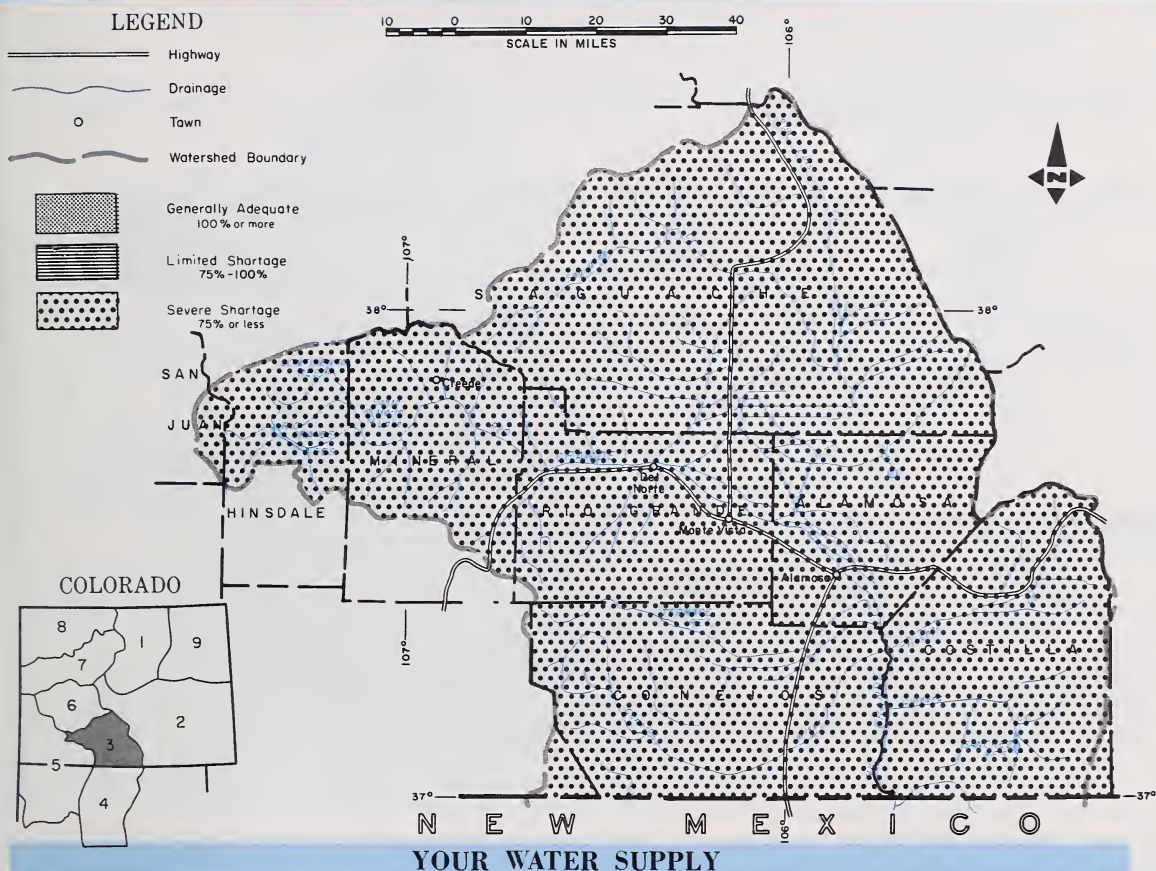 LEGEND
Highway
Drainage
Tawn
Watershed Boundary
Generally Adequate
100% or more
Limited Shartage
75%-100%
Severe Shartage
75% or less
10 0 10 20 30 40
SCALE IN MILES
106°
N
107°
38°
38°
SAGUACHE
SAN
JUAN
Creede
MINERAL
HINSDALE
Del
Norte
RIO GRANDE
ALAMOSA
Monte Vista
Alamosa
107°
COSTILLA
CONEJOS
37°
37°
106°
NEW MEXICO
COLORADO
8 1 9
7
6 2
3
5
4
YOUR WATER SUPPLY